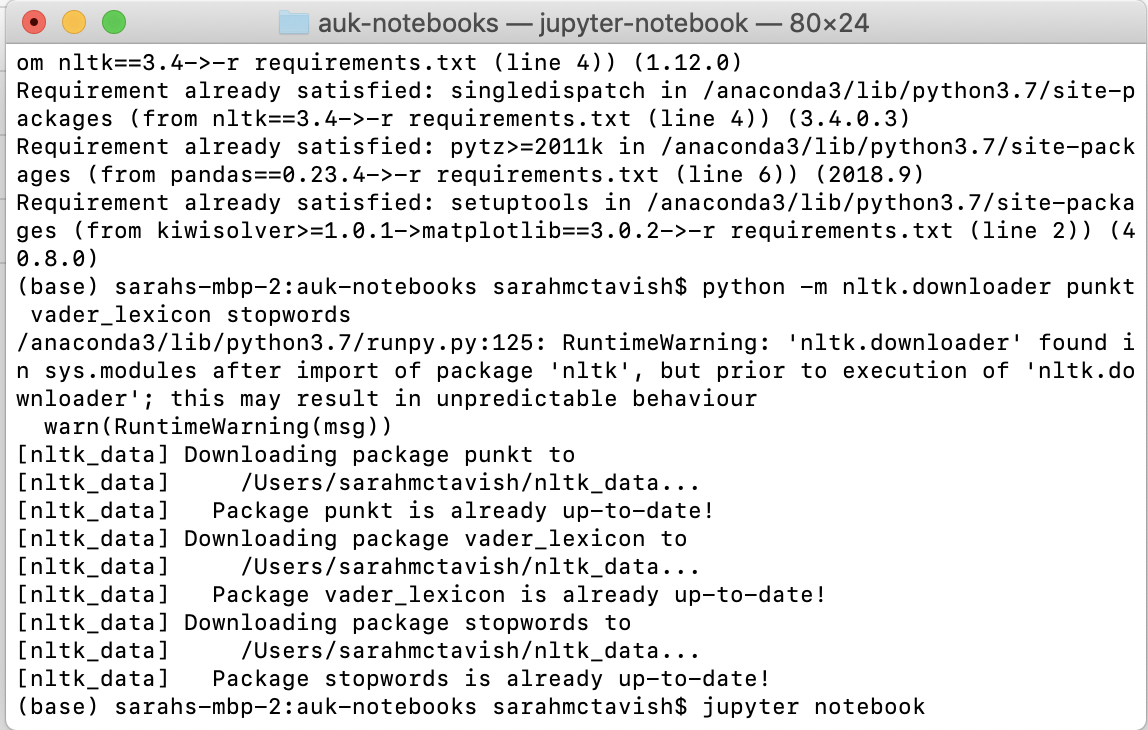 auk-notebooks — jupyter-notebook — 80×24
om nltk==3.4->-r requirements.txt (line 4)) (1.12.0)
Requirement already satisfied: singledispatch in /anaconda3/lib/python3.7/site-p
ackages (from nltk==3.4->-r requirements.txt (line 4)) (3.4.0.3)
Requirement already satisfied: pytz>=2011k in /anaconda3/lib/python3.7/site-pack
ages (from pandas==0.23.4->-r requirements.txt (line 6)) (2018.9)
Requirement already satisfied: setuptools in /anaconda3/lib/python3.7/site-packa
ges (from kiwisolver>=1.0.1->matplotlib==3.0.2->-r requirements.txt (line 2)) (4
0.8.0)
(base) sarahs-mbp-2:auk-notebooks sarahmctavish$ python -m nltk.downloader punkt
 vader_lexicon stopwords
/anaconda3/lib/python3.7/runpy.py:125: RuntimeWarning: 'nltk.downloader' found i
n sys.modules after import of package 'nltk', but prior to execution of 'nltk.do
wnloader'; this may result in unpredictable behaviour
  warn(RuntimeWarning(msg))
[nltk_data] Downloading package punkt to
[nltk_data]     /Users/sarahmctavish/nltk_data...
[nltk_data]   Package punkt is already up-to-date!
[nltk_data] Downloading package vader_lexicon to
[nltk_data]     /Users/sarahmctavish/nltk_data...
[nltk_data]   Package vader_lexicon is already up-to-date!
[nltk_data] Downloading package stopwords to
[nltk_data]     /Users/sarahmctavish/nltk_data...
[nltk_data]   Package stopwords is already up-to-date!
(base) sarahs-mbp-2:auk-notebooks sarahmctavish$ jupyter notebook